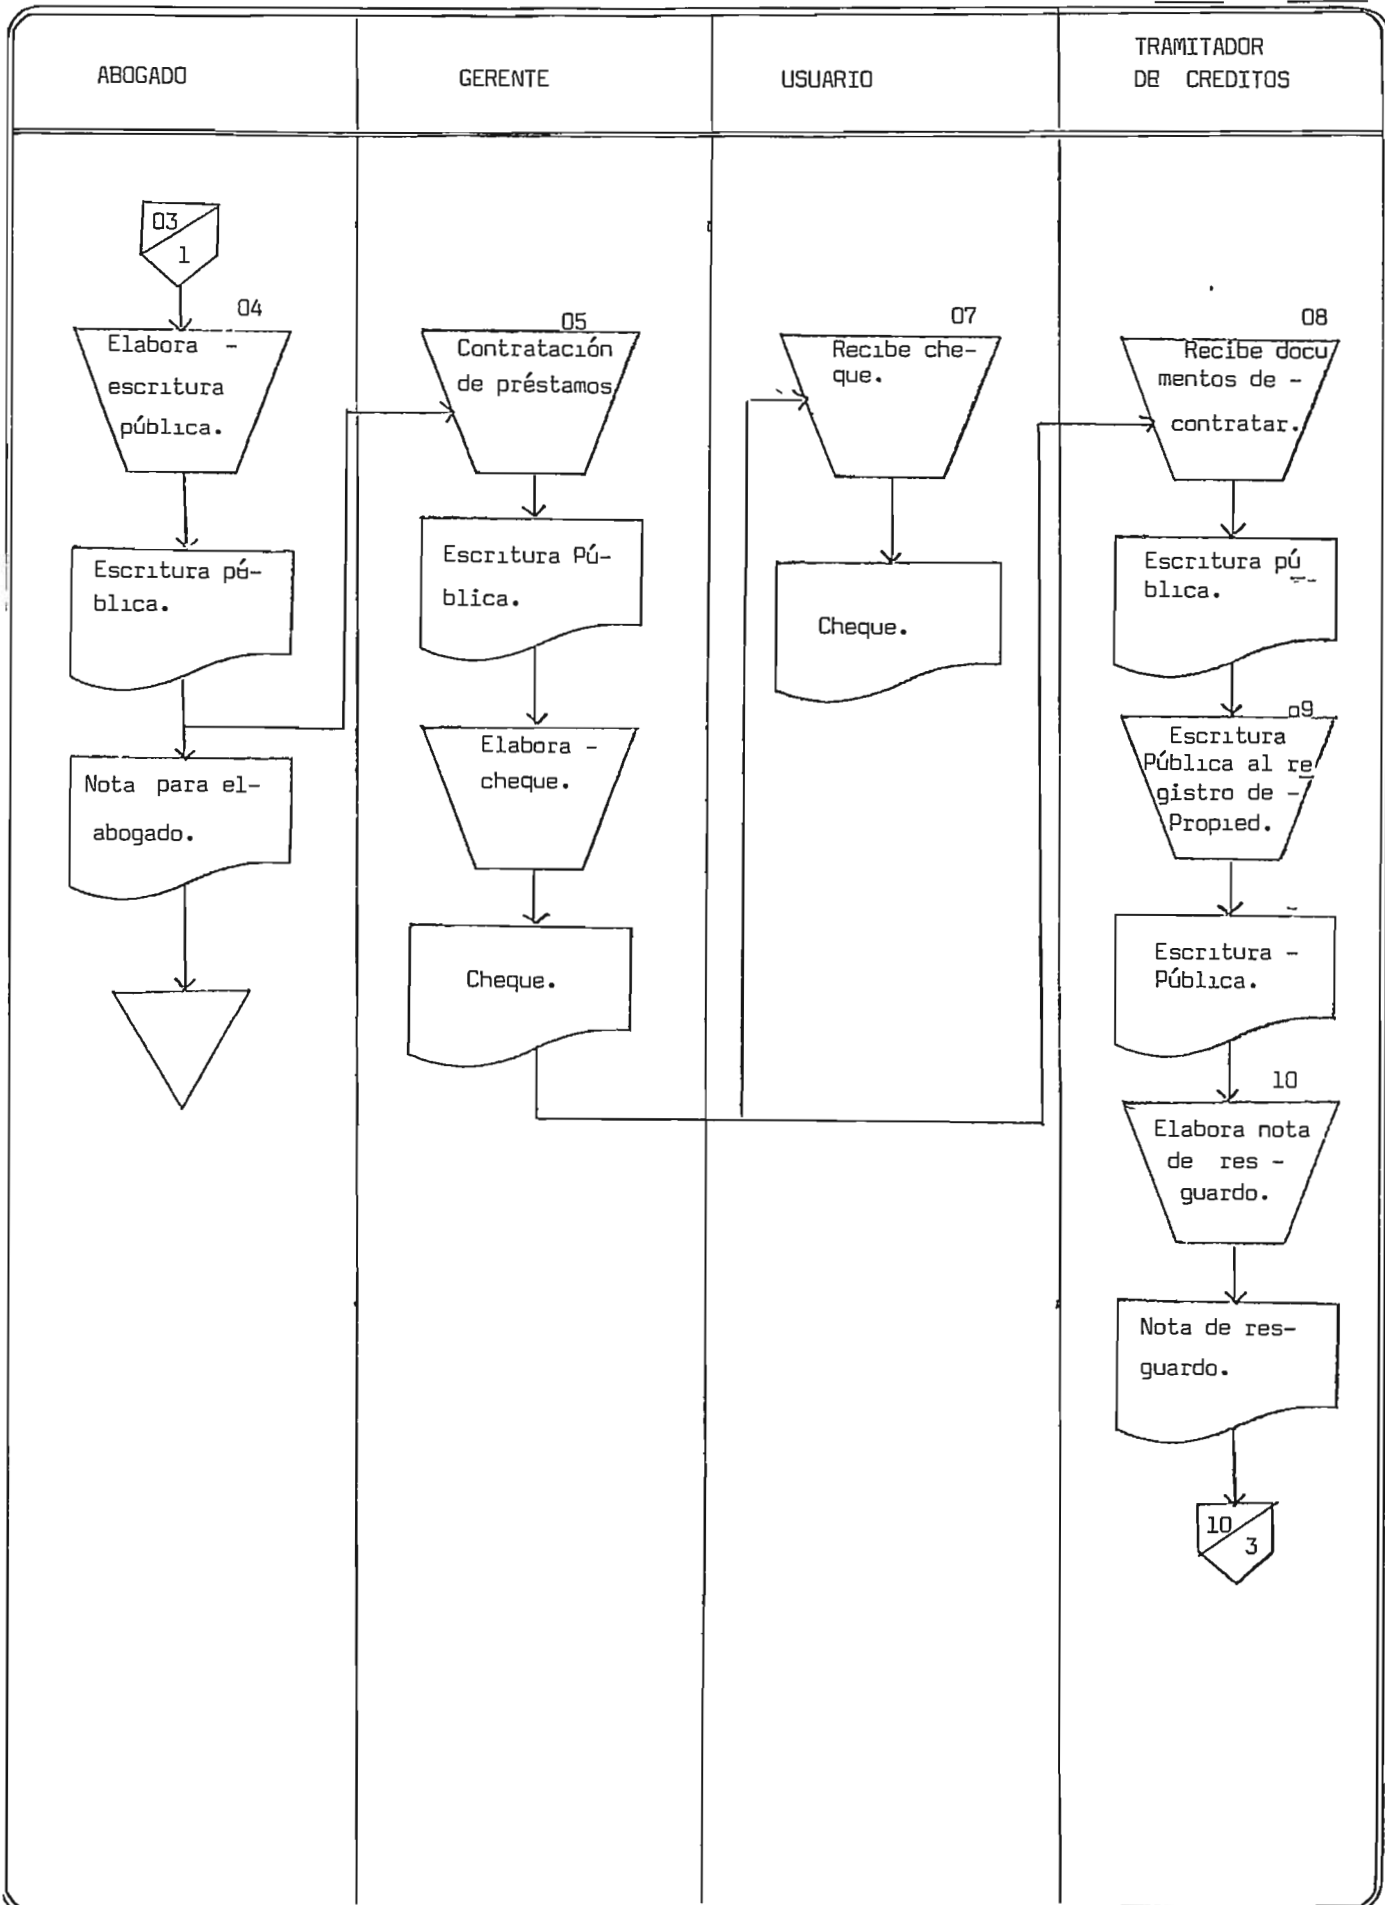 ABOGADO
GERENTE
USUARIO
TRAMITADOR
DE CREDITOS
03
1
04
Elabora -
escritura
pública.
Escritura pú-
blica.
Nota para el-
abogado.
05
Contratación
de préstamos
Escritura Pú-
blica.
Elabora -
cheque.
Cheque.
07
Recibe che-
que.
Cheque.
08
Recibe docu
mentos de -
contratar.
Escritura pú
blica.
09
Escritura
Pública al re
gistro de -
Propied.
Escritura -
Pública.
10
Elabora nota
de res -
guardo.
Nota de res-
guardo.
10
3